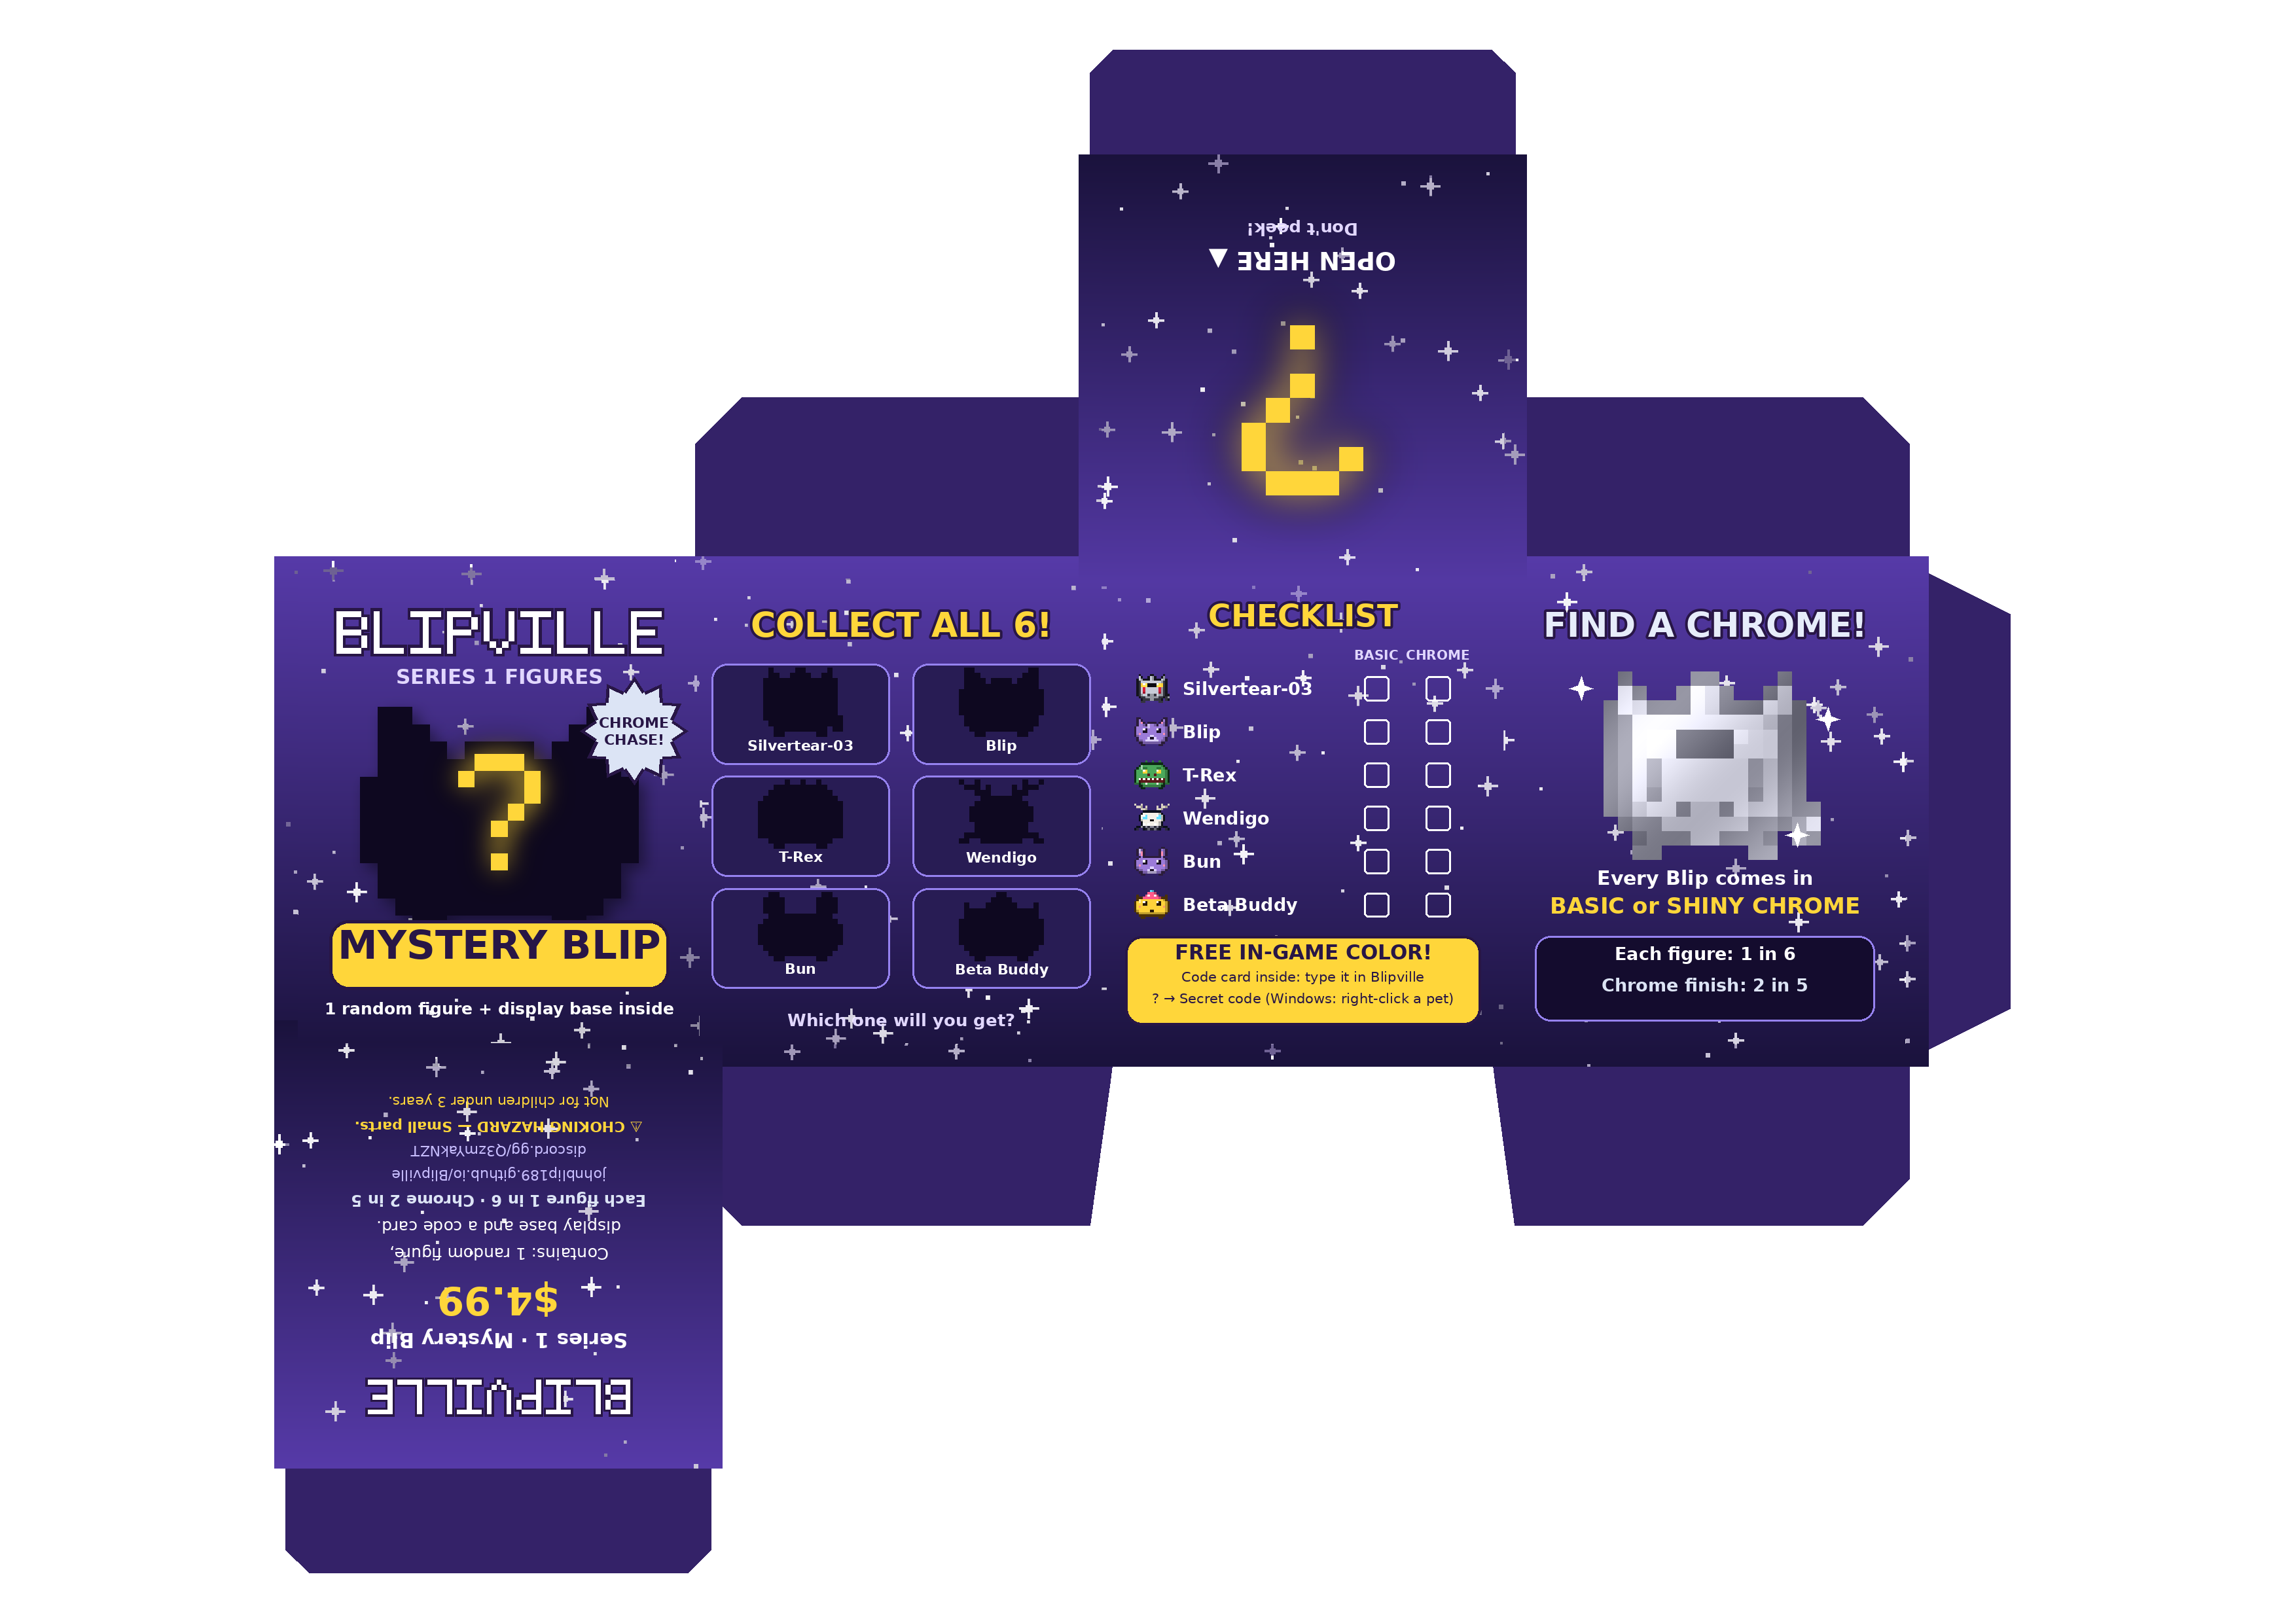 Don't peek!
OPEN HERE ▲
?
BLIPVILLE
SERIES 1 FIGURES
CHROME
CHASE!
?
MYSTERY BLIP
1 random figure + display base inside
COLLECT ALL 6!
Silvertear-03
Blip
T-Rex
Wendigo
Bun
Beta Buddy
Which one will you get?
CHECKLIST
BASIC CHROME
Silvertear-03
Blip
T-Rex
Wendigo
Bun
Beta Buddy
FREE IN-GAME COLOR!
Code card inside: type it in Blipville
? → Secret code (Windows: right-click a pet)
FIND A CHROME!
Every Blip comes in
BASIC or SHINY CHROME
Each figure: 1 in 6
Chrome finish: 2 in 5
BLIPVILLE
Series 1 · Mystery Blip
$4.99
Contains: 1 random figure,
display base and a code card.
Each figure 1 in 6 · Chrome 2 in 5
johnblip189.github.io/Blipville
discord.gg/Q3zmYakNZT
⚠ CHOKING HAZARD — Small parts.
Not for children under 3 years.